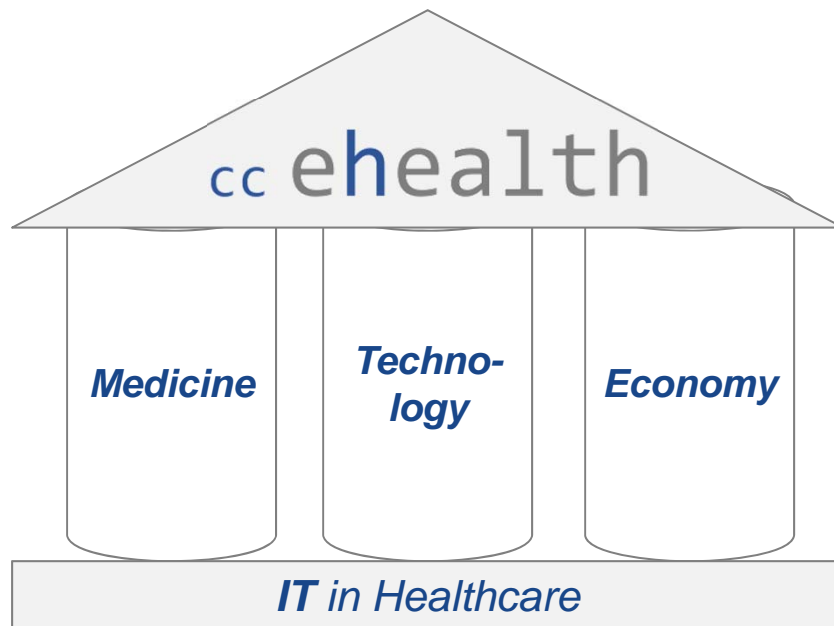 cc ehealth
Medicine
Techno-
logy
Economy
IT in Healthcare